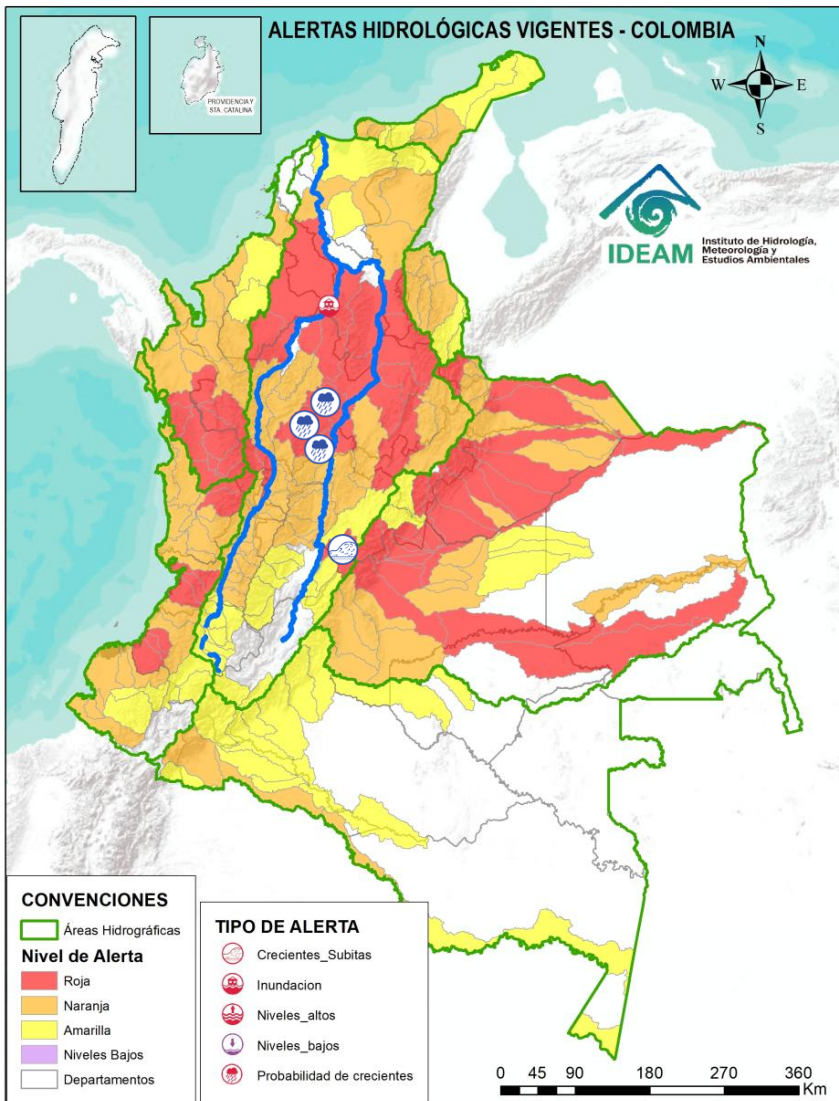 ALERTAS HIDROLÓGICAS VIGENTES - COLOMBIA
PROVIDENCIA Y
STA. CATALINA
N
W E
S
IDEAM
Instituto de Hidrología,
Meteorología y
Estudios Ambientales
CONVENCIONES
Áreas Hidrográficas
Nivel de Alerta
Roja
Naranja
Amarilla
Niveles Bajos
Departamentos
TIPO DE ALERTA
Crecientes_Subitas
Inundacion
Niveles_altos
Niveles_bajos
Probabilidad de crecientes
0 45 90 180 270 360
Km